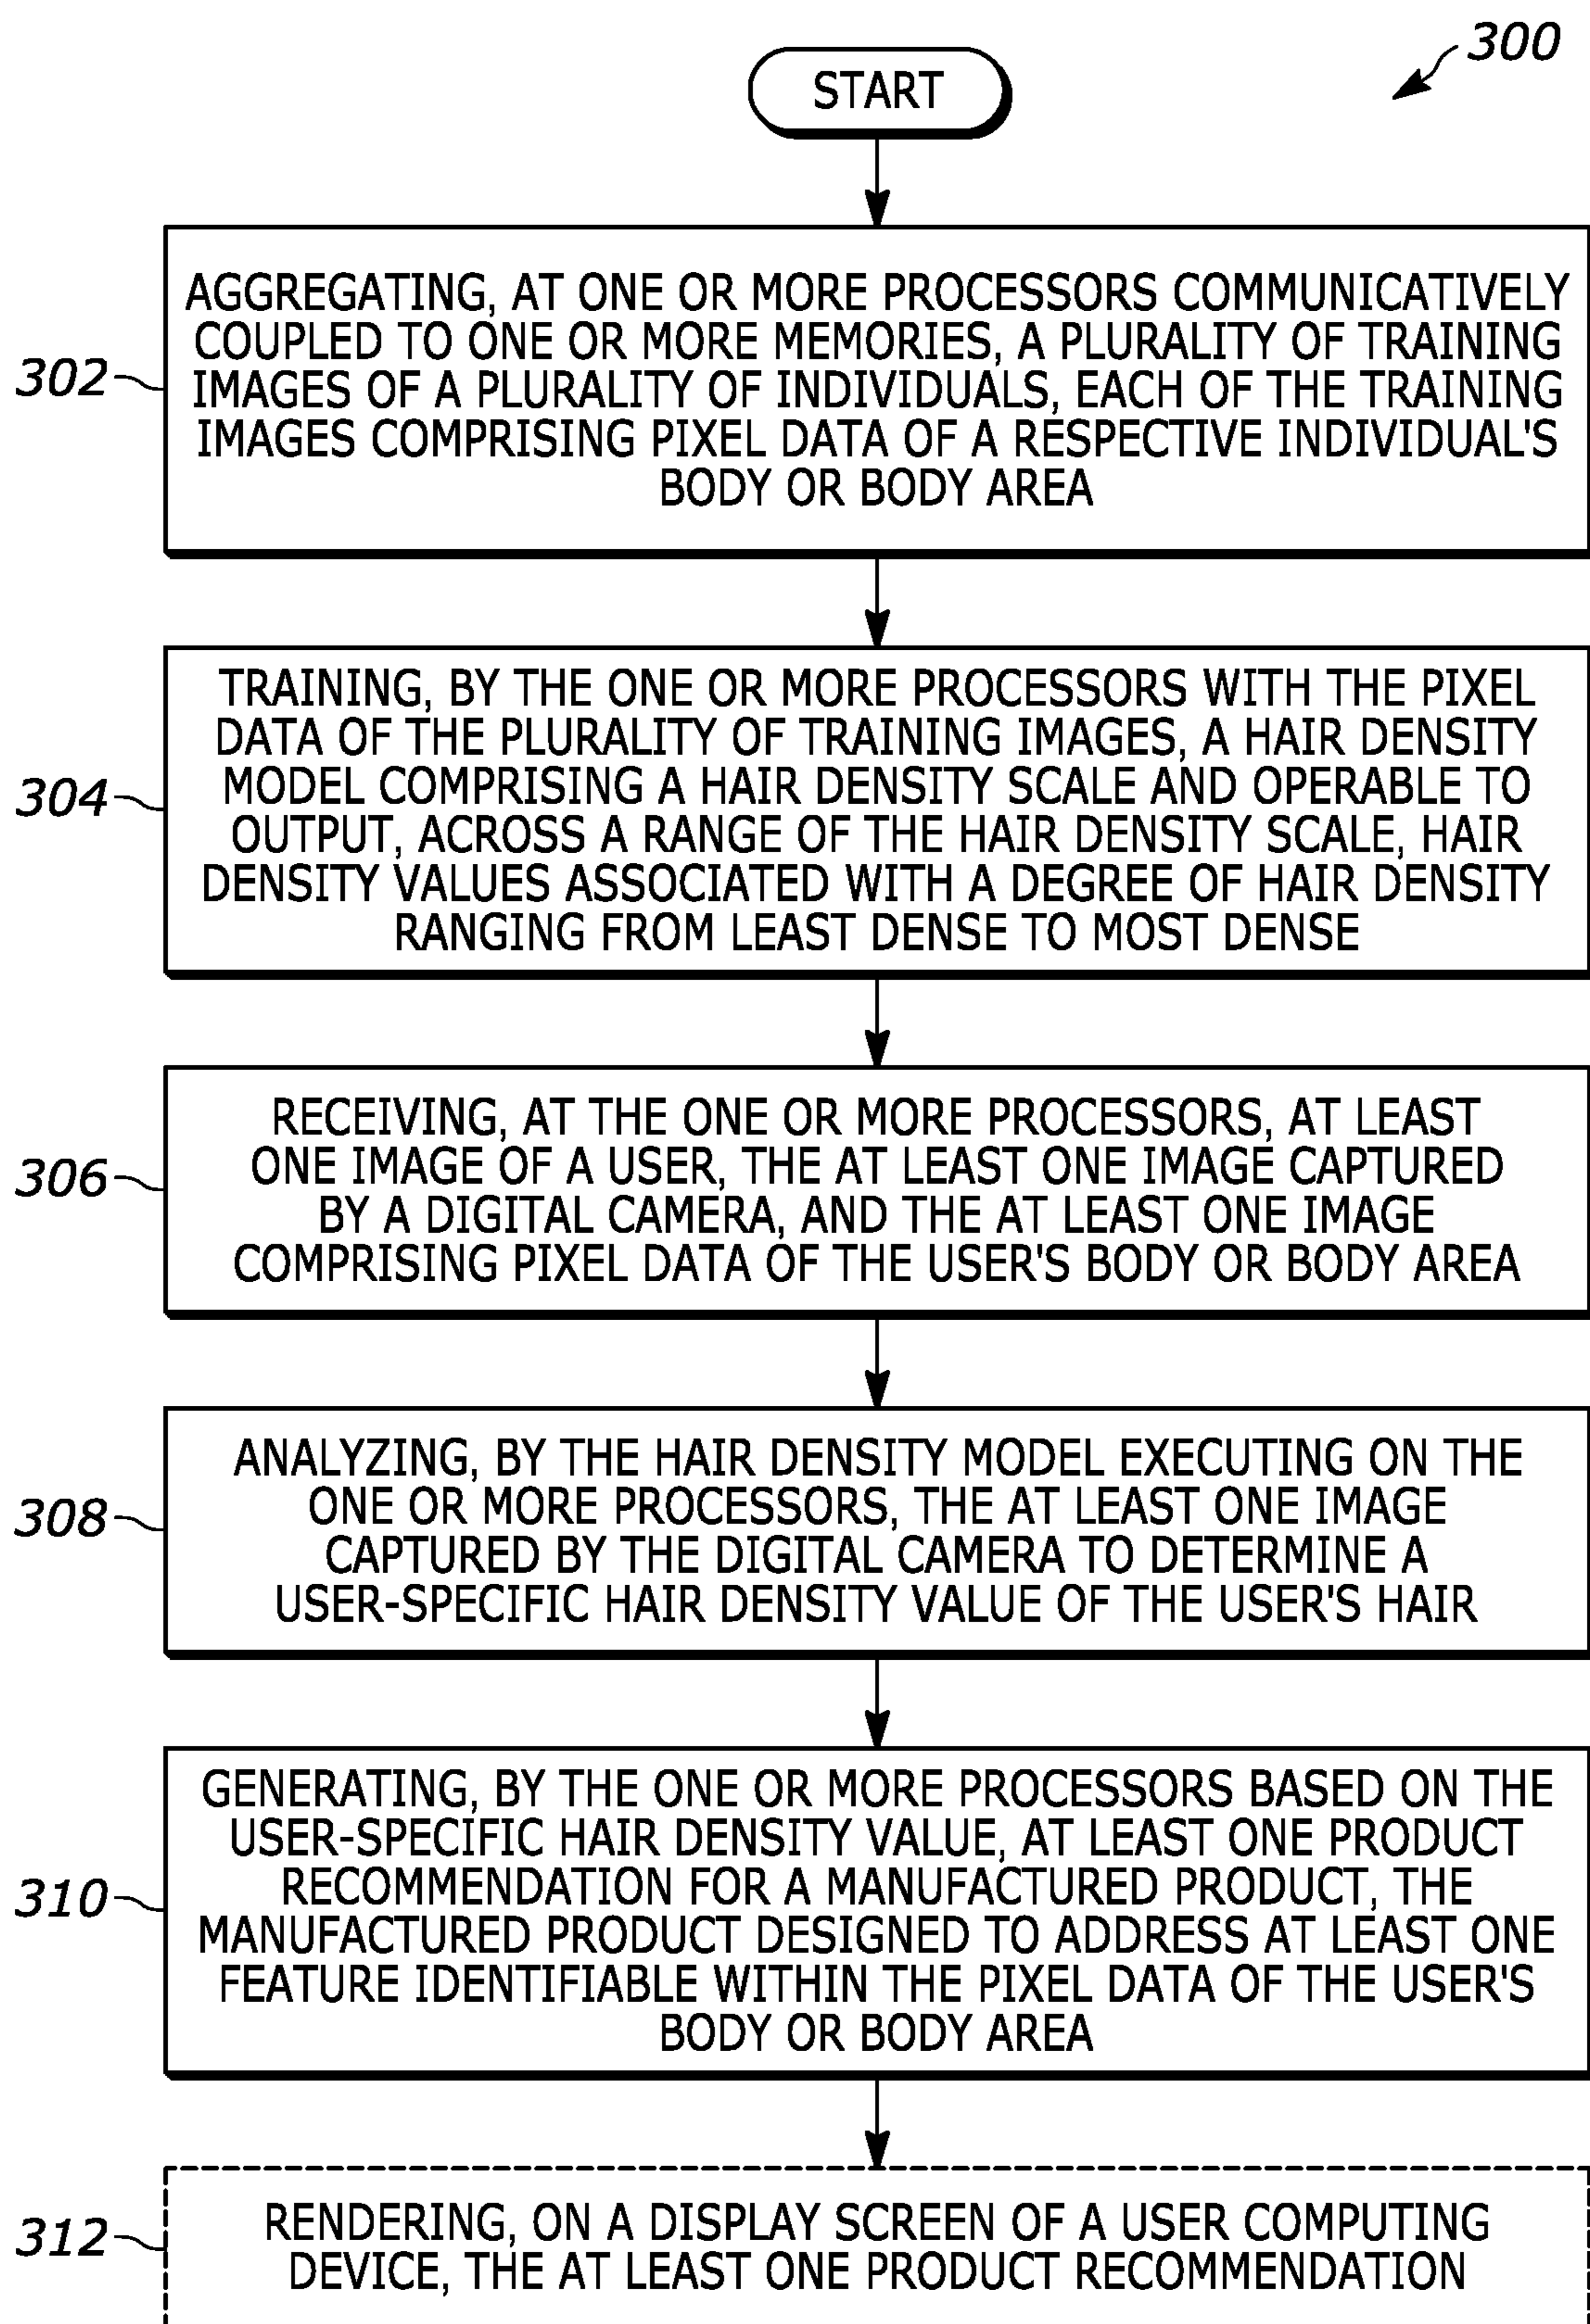 300
START
302
AGGREGATING, AT ONE OR MORE PROCESSORS COMMUNICATIVELY
COUPLED TO ONE OR MORE MEMORIES, A PLURALITY OF TRAINING
IMAGES OF A PLURALITY OF INDIVIDUALS, EACH OF THE TRAINING
IMAGES COMPRISING PIXEL DATA OF A RESPECTIVE INDIVIDUAL'S
BODY OR BODY AREA
304
TRAINING, BY THE ONE OR MORE PROCESSORS WITH THE PIXEL
DATA OF THE PLURALITY OF TRAINING IMAGES, A HAIR DENSITY
MODEL COMPRISING A HAIR DENSITY SCALE AND OPERABLE TO
OUTPUT, ACROSS A RANGE OF THE HAIR DENSITY SCALE, HAIR
DENSITY VALUES ASSOCIATED WITH A DEGREE OF HAIR DENSITY
RANGING FROM LEAST DENSE TO MOST DENSE
306
RECEIVING, AT THE ONE OR MORE PROCESSORS, AT LEAST
ONE IMAGE OF A USER, THE AT LEAST ONE IMAGE CAPTURED
BY A DIGITAL CAMERA, AND THE AT LEAST ONE IMAGE
COMPRISING PIXEL DATA OF THE USER'S BODY OR BODY AREA
308
ANALYZING, BY THE HAIR DENSITY MODEL EXECUTING ON THE
ONE OR MORE PROCESSORS, THE AT LEAST ONE IMAGE
CAPTURED BY THE DIGITAL CAMERA TO DETERMINE A
USER-SPECIFIC HAIR DENSITY VALUE OF THE USER'S HAIR
310
GENERATING, BY THE ONE OR MORE PROCESSORS BASED ON THE
USER-SPECIFIC HAIR DENSITY VALUE, AT LEAST ONE PRODUCT
RECOMMENDATION FOR A MANUFACTURED PRODUCT, THE
MANUFACTURED PRODUCT DESIGNED TO ADDRESS AT LEAST ONE
FEATURE IDENTIFIABLE WITHIN THE PIXEL DATA OF THE USER'S
BODY OR BODY AREA
312
RENDERING, ON A DISPLAY SCREEN OF A USER COMPUTING
DEVICE, THE AT LEAST ONE PRODUCT RECOMMENDATION